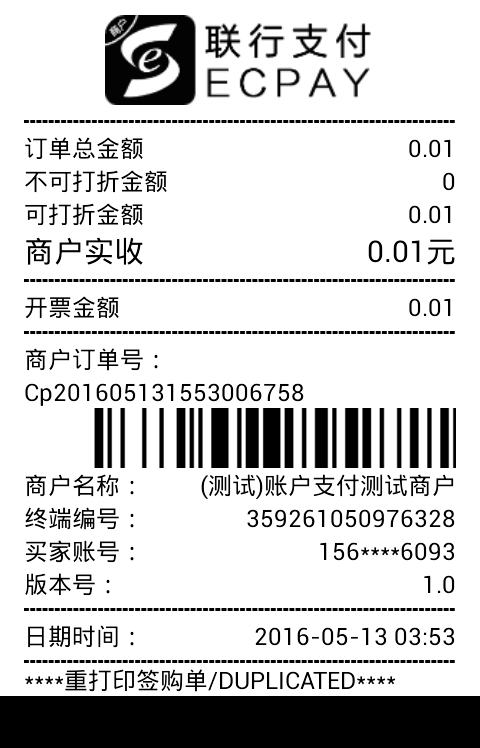 商户
联行支付
ECPAY
订单总金额 0.01
不可打折金额 0
可打折金额 0.01
商户实收 0.01元
开票金额 0.01
商户订单号：
Cp201605131553006758
商户名称： (测试)账户支付测试商户
终端编号： 359261050976328
买家账号： 156****6093
版本号： 1.0
日期时间： 2016-05-13 03:53
****重打印签购单/DUPLICATED****